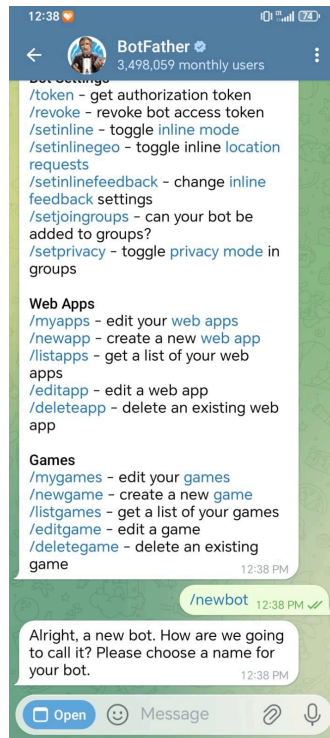 12:38
74
BotFather
3,498,059 monthly users
Bot Settings
/token - get authorization token
/revoke - revoke bot access token
/setinline - toggle inline mode
/setinlinegeo - toggle inline location
requests
/setinlinefeedback - change inline
feedback settings
/setjoingroups - can your bot be
added to groups?
/setprivacy - toggle privacy mode in
groups
Web Apps
/myapps - edit your web apps
/newapp - create a new web app
/listapps - get a list of your web
apps
/editapp - edit a web app
/deleteapp - delete an existing web
app
Games
/mygames - edit your games
/newgame - create a new game
/listgames - get a list of your games
/editgame - edit a game
/deletegame - delete an existing
game
12:38 PM
/newbot 12:38 PM
Alright, a new bot. How are we going
to call it? Please choose a name for
your bot.
12:38 PM
Open Message